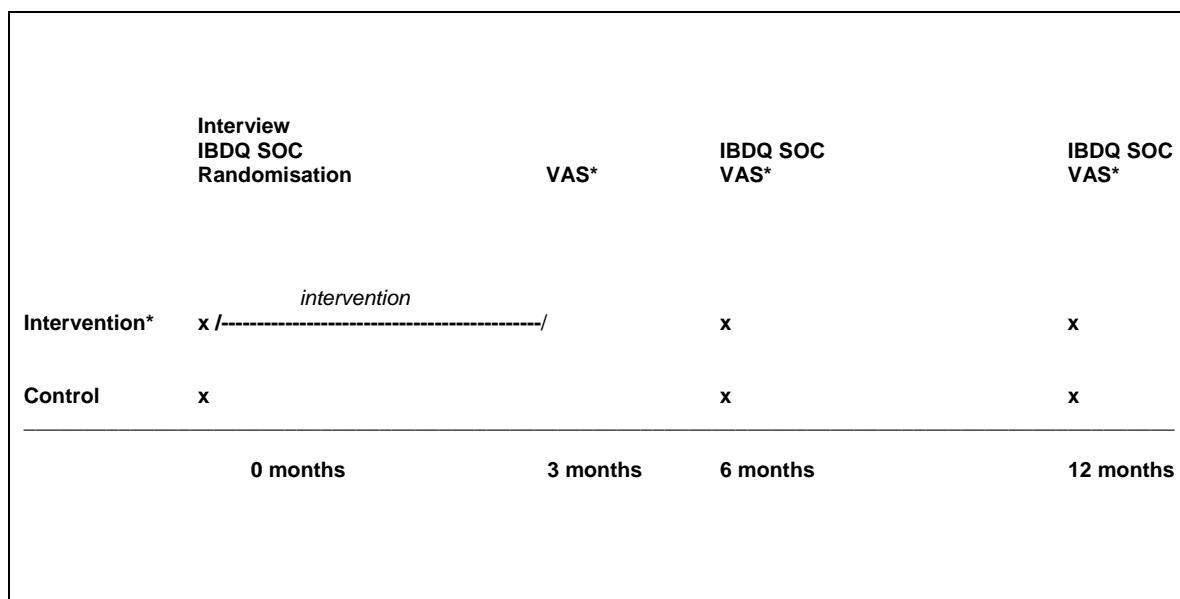 Interview
IBDQ SOC IBDQ SOC IBDQ SOC
Randomisation VAS* VAS* VAS*
intervention
Intervention* x /---------------------------------------------/ x x
Control x x x
0 months 3 months 6 months 12 months